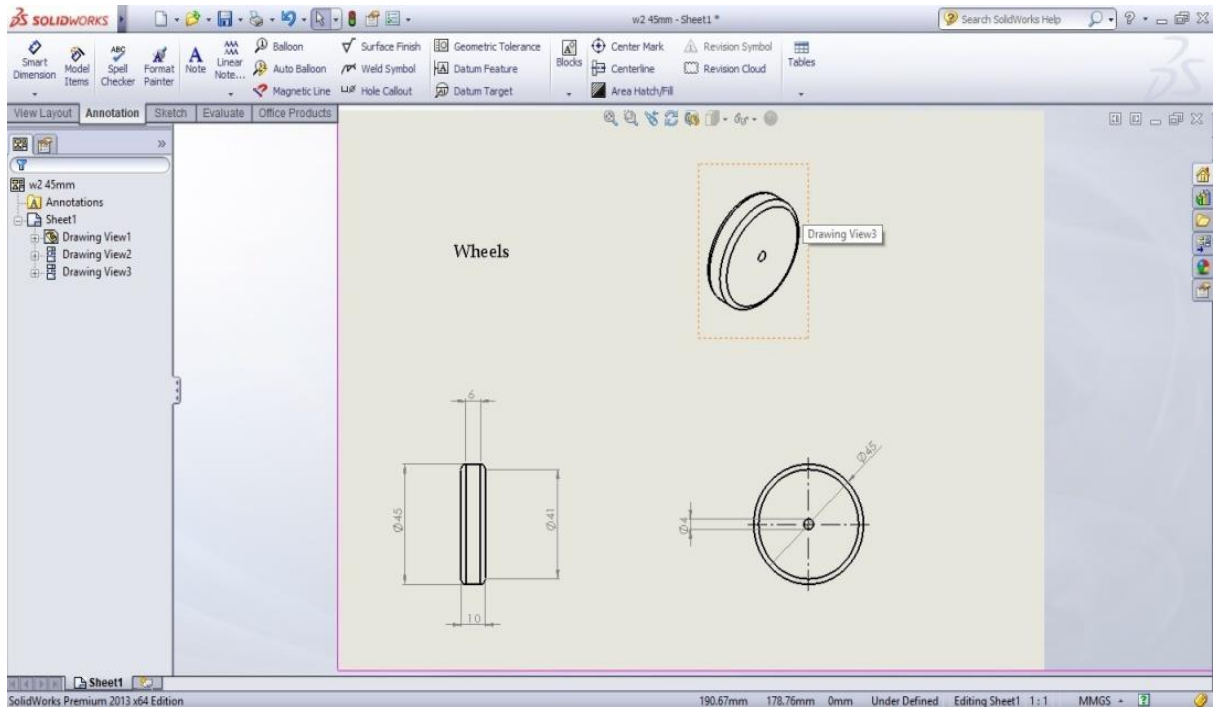 SOLIDWORKS
w2 45mm - Sheet1 *
Search SolidWorks Help
Smart Dimension
Model Items
ABC
Spell Checker
Format Painter
Note
Linear Note...
Balloon
Auto Balloon
Magnetic Line
Surface Finish
Weld Symbol
Hole Callout
Geometric Tolerance
Datum Feature
Datum Target
Blocks
Center Mark
Centerline
Area Hatch/Fill
Revision Symbol
Revision Cloud
Tables
View Layout
Annotation
Sketch
Evaluate
Office Products
w2 45mm
Annotations
Sheet1
Drawing View1
Drawing View2
Drawing View3
Wheels
Drawing View3
6
Ø45
Ø41
10
Ø45
Ø4
Sheet1
SolidWorks Premium 2013 x64 Edition
190.67mm 178.76mm 0mm Under Defined Editing Sheet1 1 : 1 MMGS